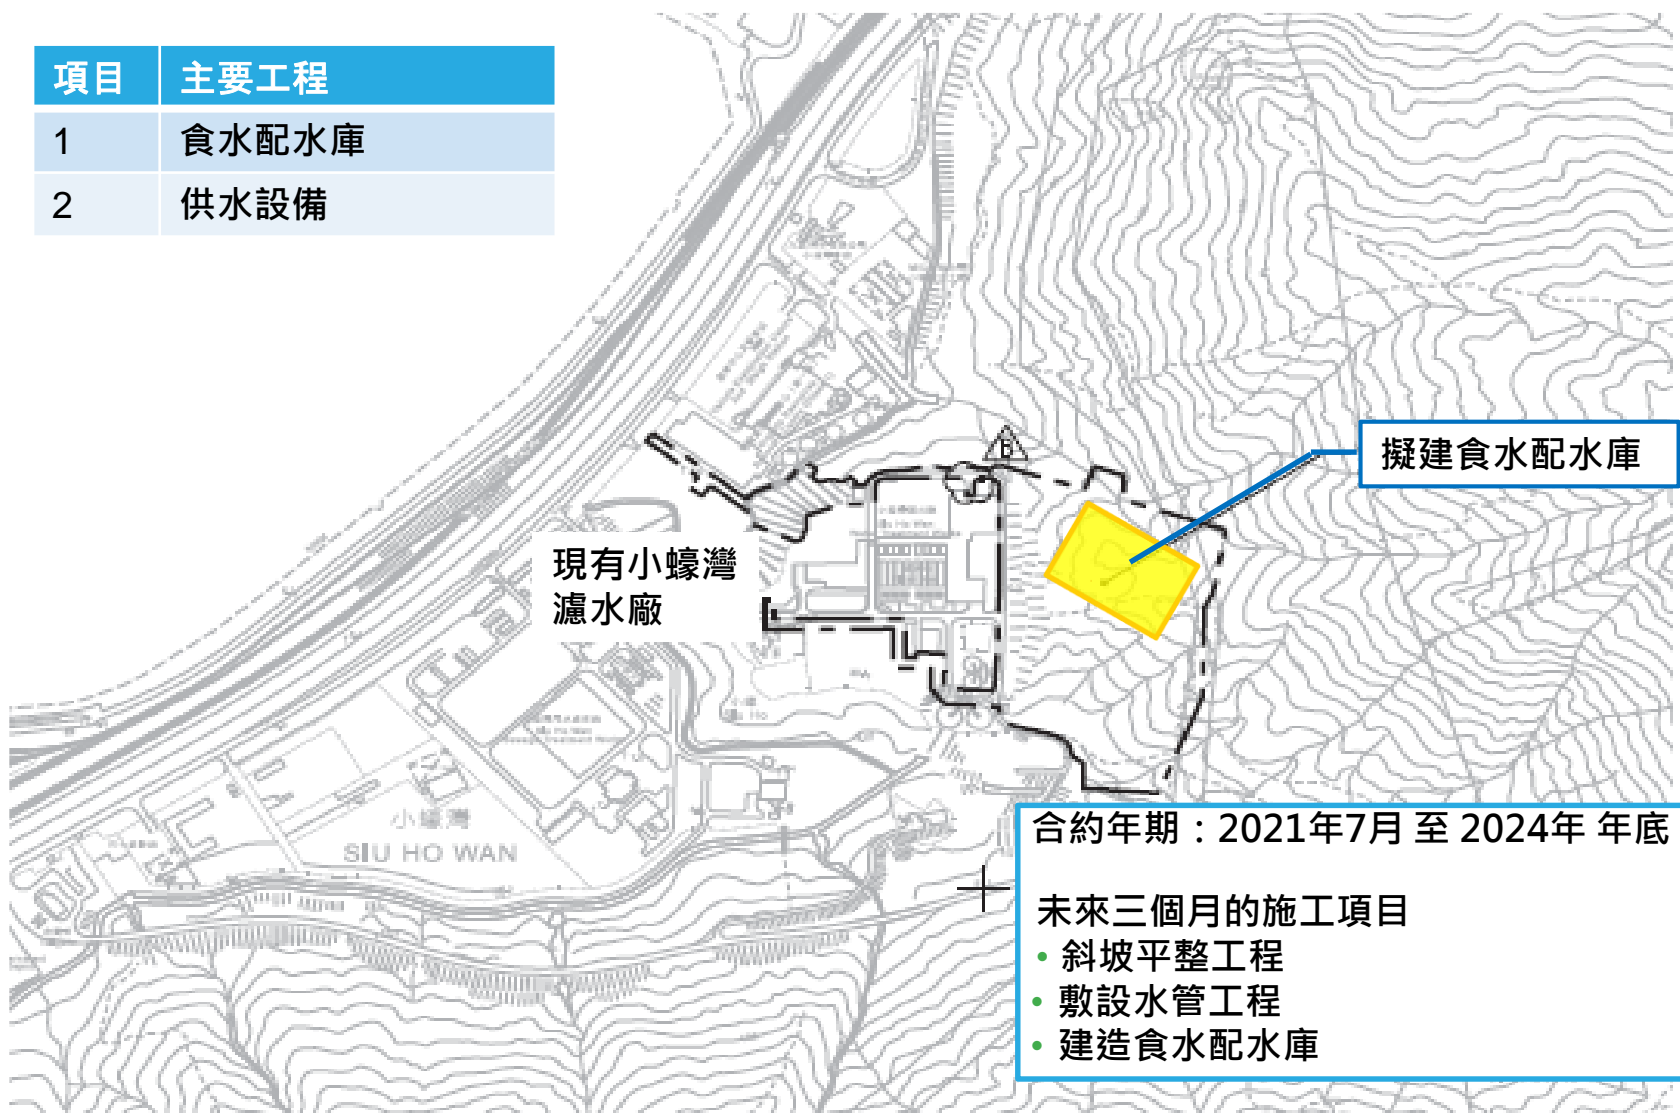 項目 主要工程
1 食水配水庫
2 供水設備
B
擬建食水配水庫
現有小蠔灣
濾水廠
小蠔灣
SIU HO WAN
合約年期：2021年7月 至 2024年 年底
未來三個月的施工項目
• 斜坡平整工程
• 敷設水管工程
• 建造食水配水庫